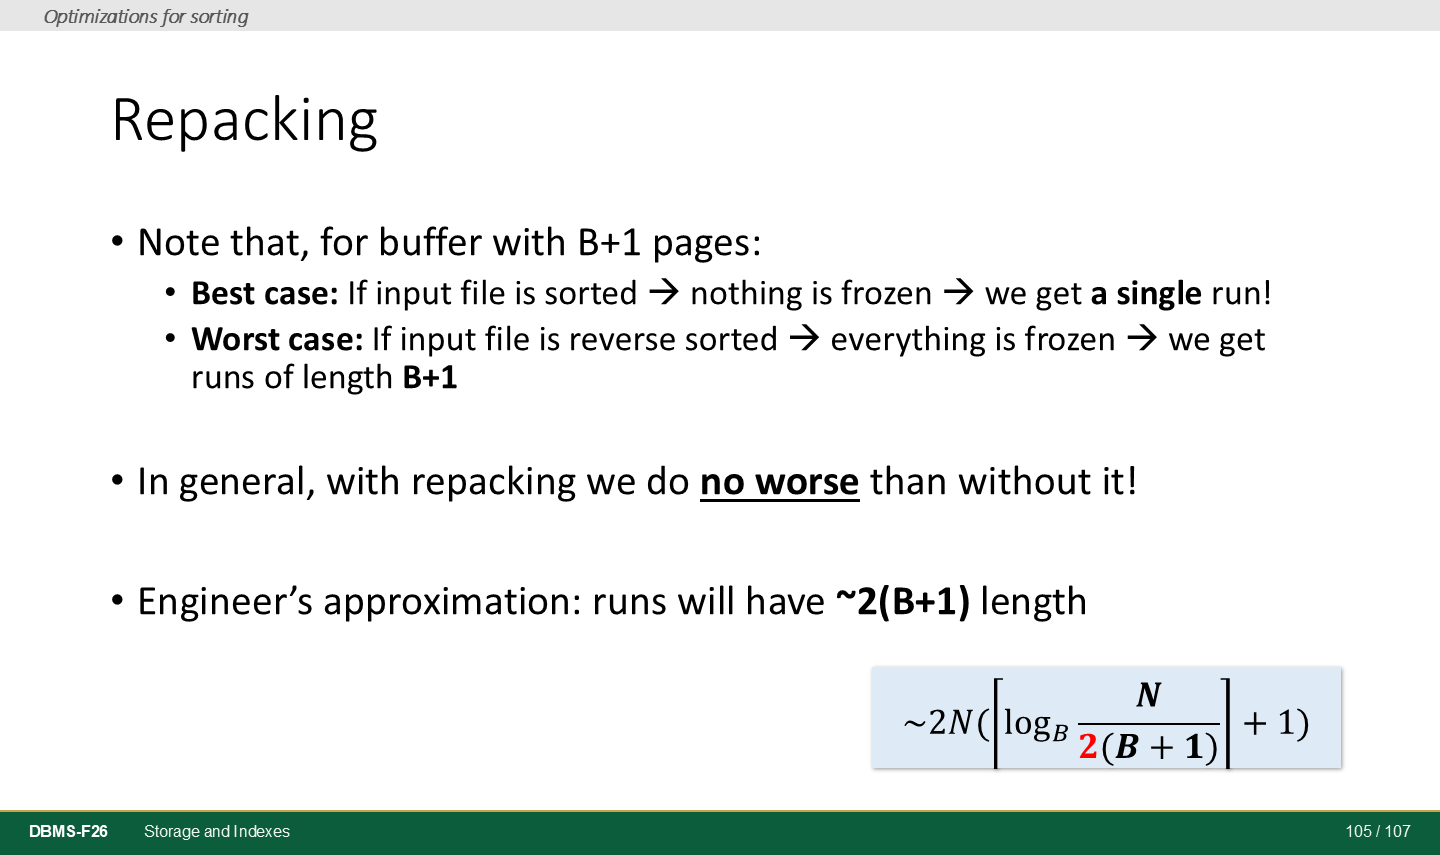 Optimizations for sorting
Repacking
• Note that, for buffer with B+1 pages:
• Best case: If input file is sorted → nothing is frozen → we get a single run!
• Worst case: If input file is reverse sorted → everything is frozen → we get
runs of length B+1
• In general, with repacking we do no worse than without it!
• Engineer’s approximation: runs will have ~2(B+1) length
~2N(⌈log_B N/2(B + 1)⌉ + 1)
DBMS-F26 Storage and Indexes 105 / 107